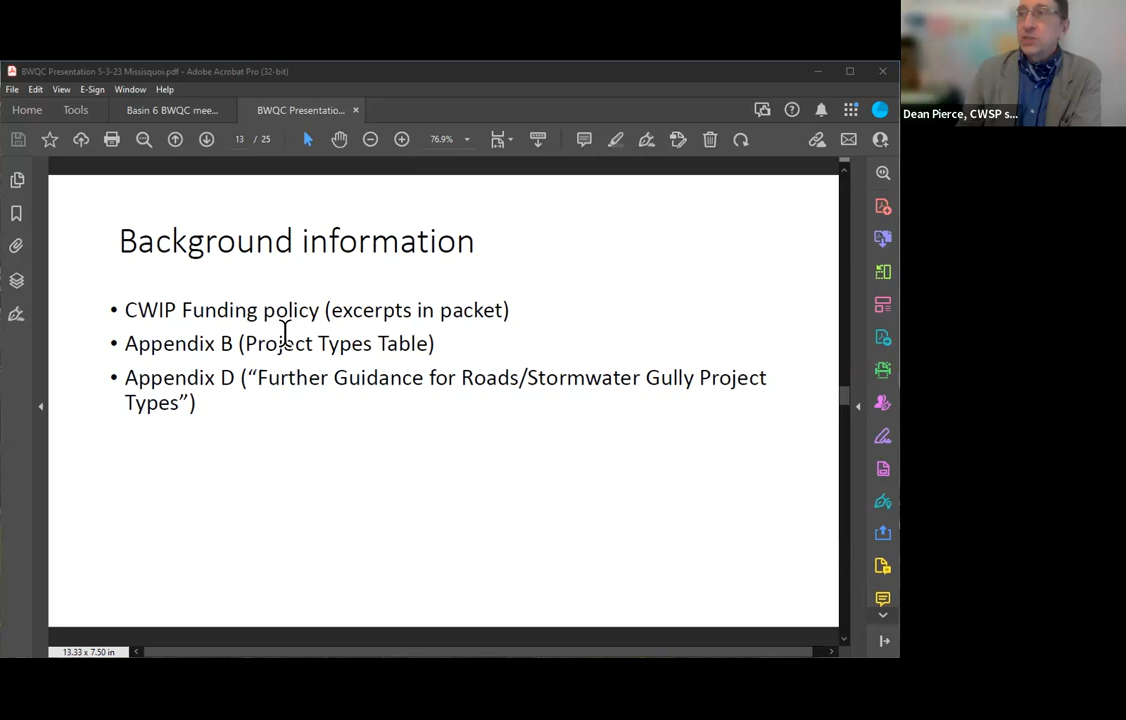 BWQC Presentation 5-3-23 Missisquoi.pdf - Adobe Acrobat Pro (32-bit)
File Edit View E-Sign Window Help
Home Tools Basin 6 BWQC mee... BWQC Presentatio... ×
13 / 25 76.9%
Dean Pierce, CWSP s...
Background information
• CWIP Funding policy (excerpts in packet)
• Appendix B (Project Types Table)
• Appendix D (“Further Guidance for Roads/Stormwater Gully Project
Types”)
13.33 x 7.50 in